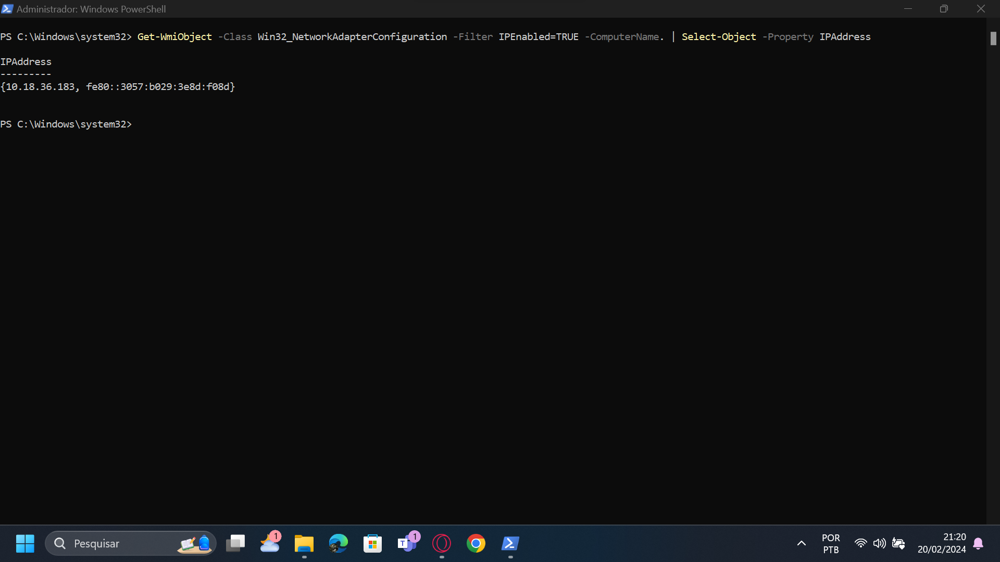 Administrador: Windows PowerShell
PS C:\Windows\system32> Get-WmiObject -Class Win32_NetworkAdapterConfiguration -Filter IPEnabled=TRUE -ComputerName. | Select-Object -Property IPAddress
IPAddress
---------
{10.18.36.183, fe80::3057:b029:3e8d:f08d}
PS C:\Windows\system32>
Pesquisar
1
T
1
POR
PTB
21:20
20/02/2024